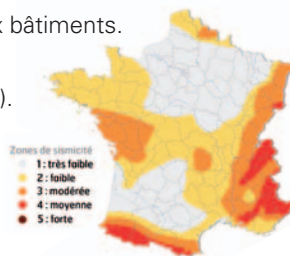 x bâtiments.
).
Zones de sismicité
1 : très faible
2 : faible
3 : modérée
4 : moyenne
5 : forte